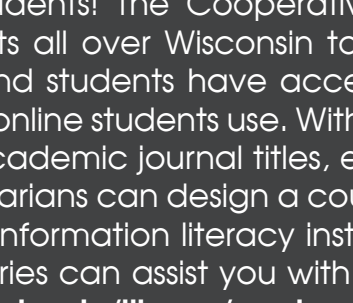 udents! The Cooperativ
ts all over Wisconsin to
nd students have acce
online students use. With
cademic journal titles, e
arians can design a cou
nformation literacy inst
ries can assist you with